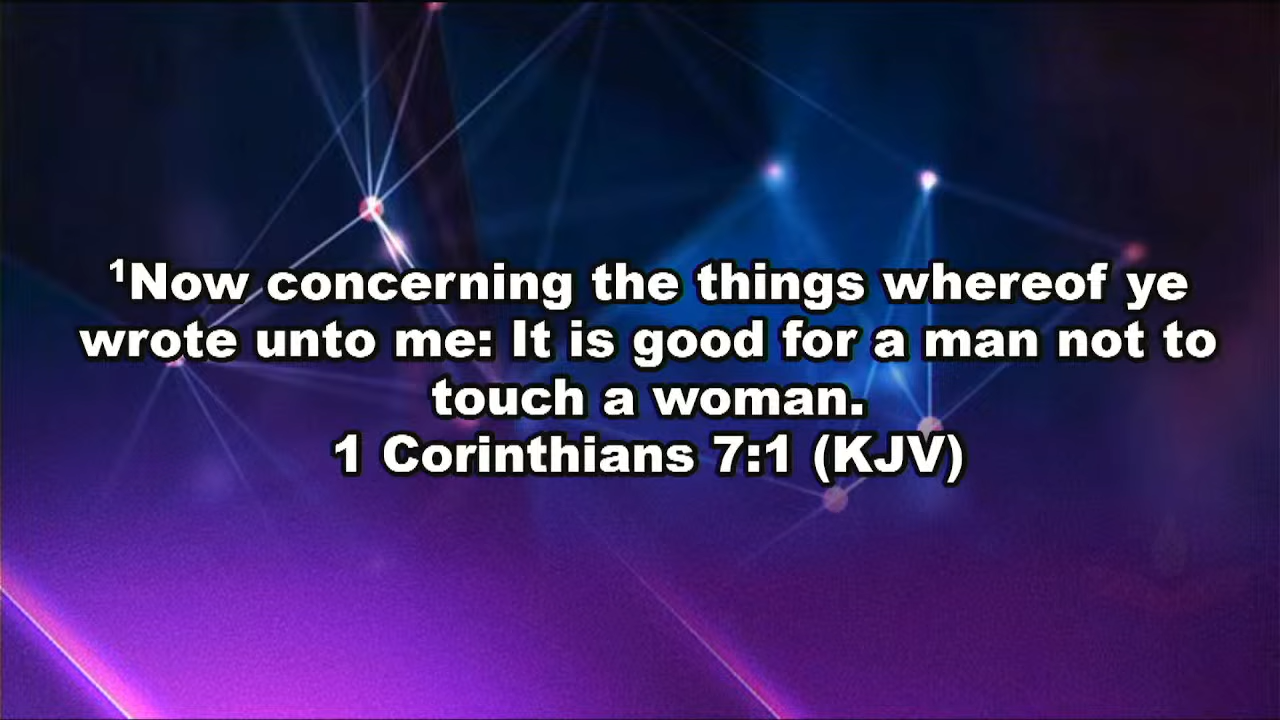 ¹Now concerning the things whereof ye
wrote unto me: It is good for a man not to
touch a woman.
1 Corinthians 7:1 (KJV)